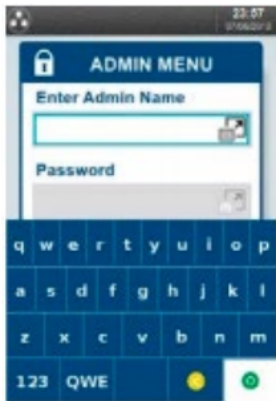 23:57
ADMIN MENU
Enter Admin Name
Password
q w e r t y u i o p
a s d f g h j k l
z x c v b n m
123 QWE